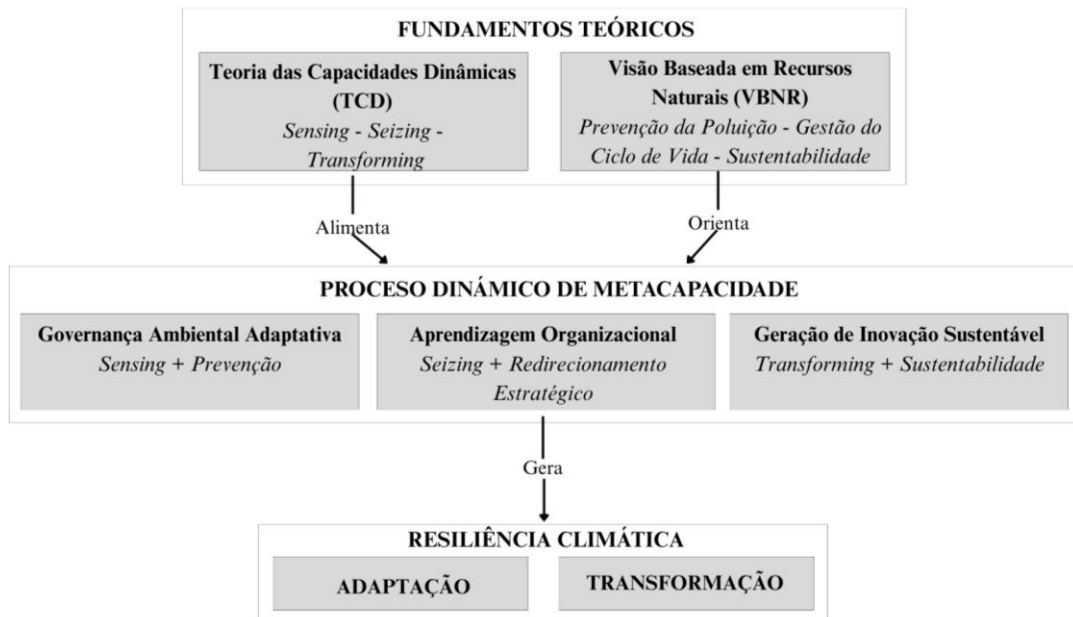 FUNDAMENTOS TEÓRICOS
Teoria das Capacidades Dinâmicas
(TCD)
Sensing - Seizing -
Transforming
Visão Baseada em Recursos
Naturais (VBNR)
Prevenção da Poluição - Gestão do
Ciclo de Vida - Sustentabilidade
Alimenta
Orienta
PROCESO DINÁMICO DE METACAPACIDADE
Governança Ambiental Adaptativa
Sensing + Prevenção
Aprendizagem Organizacional
Seizing + Redirecionamento
Estratégico
Geração de Inovação Sustentável
Transforming + Sustentabilidade
Gera
RESILIÊNCIA CLIMÁTICA
ADAPTAÇÃO
TRANSFORMAÇÃO